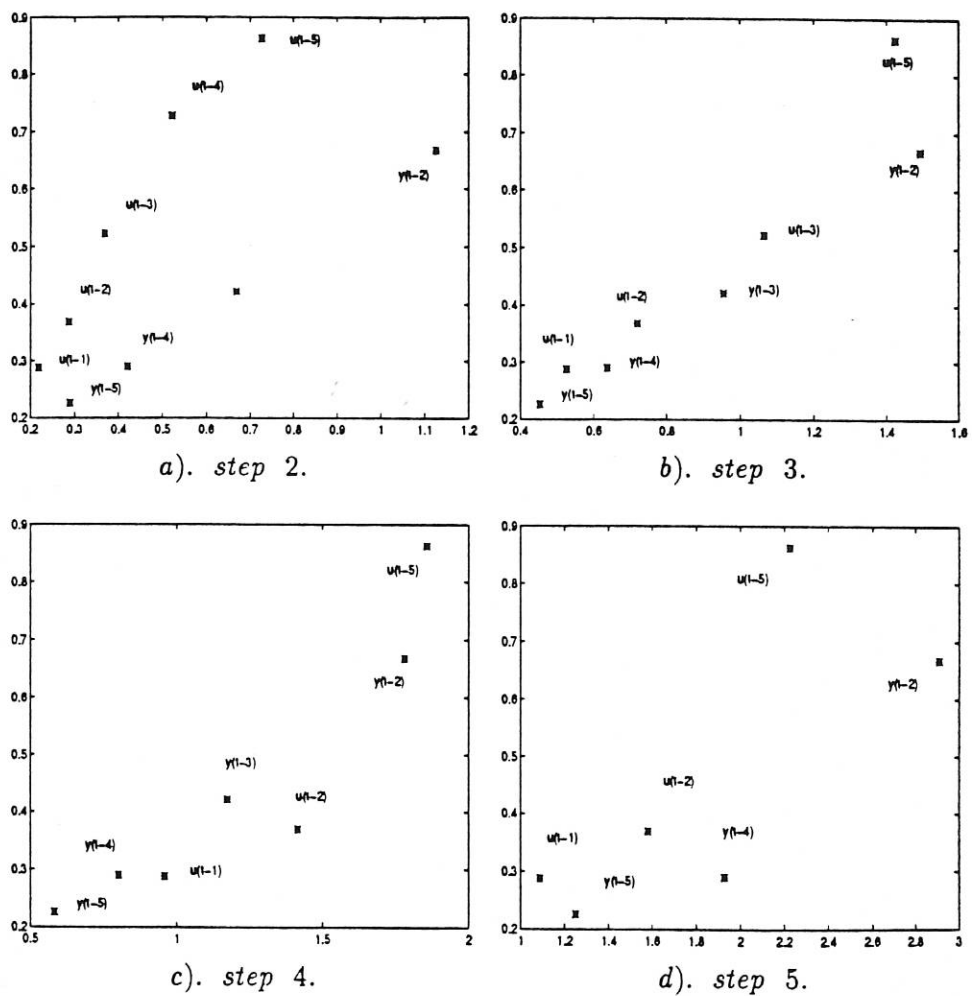 0.9
u(t-5)
0.8
u(t-4)
0.7
y(t-2)
0.6
u(t-3)
0.5
u(t-2)
0.4
y(t-4)
u(t-1)
0.3
y(t-5)
0.2
0.2 0.3 0.4 0.5 0.6 0.7 0.8 0.9 1 1.1 1.2
a). step 2.
0.9
u(t-5)
0.8
0.7
y(t-2)
0.6
u(t-3)
0.5
u(t-2) y(t-3)
0.4
u(t-1)
y(t-4)
0.3
y(t-5)
0.2
0.4 0.6 0.8 1 1.2 1.4 1.6
b). step 3.
0.9
u(t-5)
0.8
0.7
y(t-2)
0.6
0.5
y(t-3)
u(t-2)
0.4
y(t-4)
u(t-1)
0.3
y(t-5)
0.2
0.5 1 1.5 2
c). step 4.
0.9
u(t-5)
0.8
0.7
y(t-2)
0.6
0.5
u(t-2)
0.4
u(t-1) y(t-4)
0.3
y(t-5)
0.2
1 1.2 1.4 1.6 1.8 2 2.2 2.4 2.6 2.8 3
d). step 5.